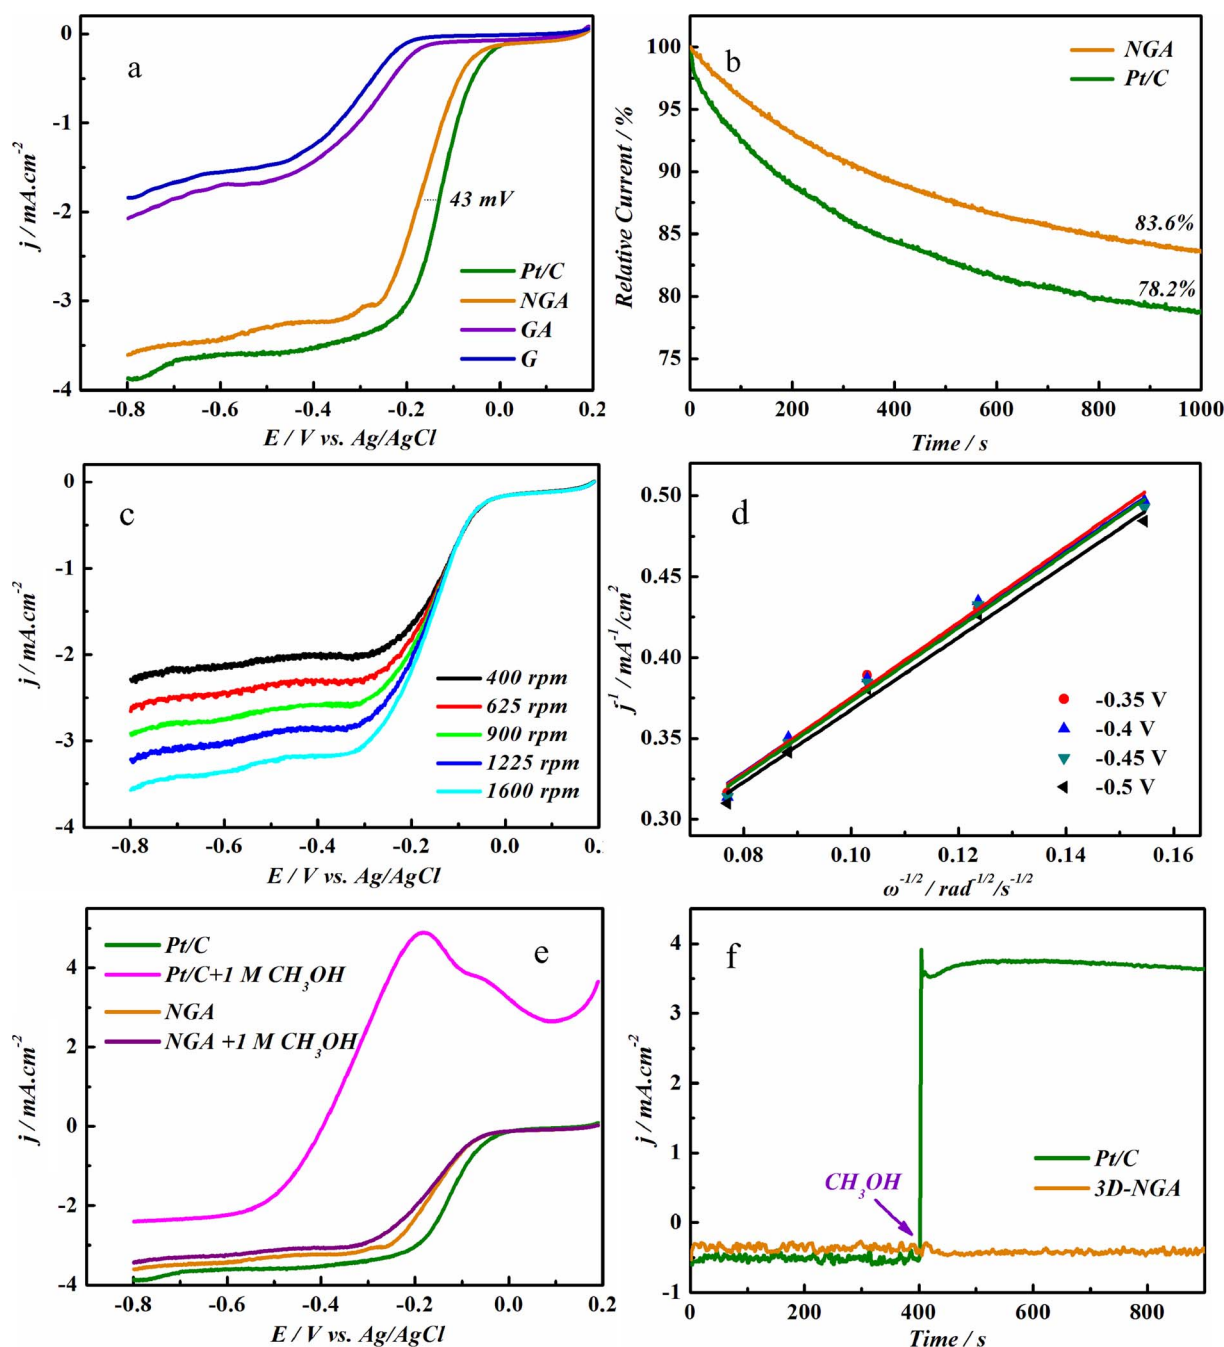 a
j / mA.cm-2
0
-1
-2
-3
-4
43 mV
Pt/C
NGA
GA
G
-0.8
-0.6
-0.4
-0.2
0.0
0.2
E / V vs. Ag/AgCl
b
Relative Current / %
100
95
90
85
80
75
NGA
Pt/C
83.6%
78.2%
0
200
400
600
800
1000
Time / s
c
j / mA.cm-2
0
-1
-2
-3
-4
400 rpm
625 rpm
900 rpm
1225 rpm
1600 rpm
-0.8
-0.6
-0.4
-0.2
0.0
E / V vs. Ag/AgCl
d
j-1 / mA-1/cm2
0.50
0.45
0.40
0.35
0.30
-0.35 V
-0.4 V
-0.45 V
-0.5 V
0.08
0.10
0.12
0.14
0.16
ω-1/2 / rad-1/2/s-1/2
e
j / mA.cm-2
4
2
0
-2
-4
Pt/C
Pt/C+1 M CH3OH
NGA
NGA +1 M CH3OH
-0.8
-0.6
-0.4
-0.2
0.0
0.2
E / V vs. Ag/AgCl
f
j / mA.cm-2
4
3
2
1
0
-1
CH3OH
Pt/C
3D-NGA
0
200
400
600
800
Time / s